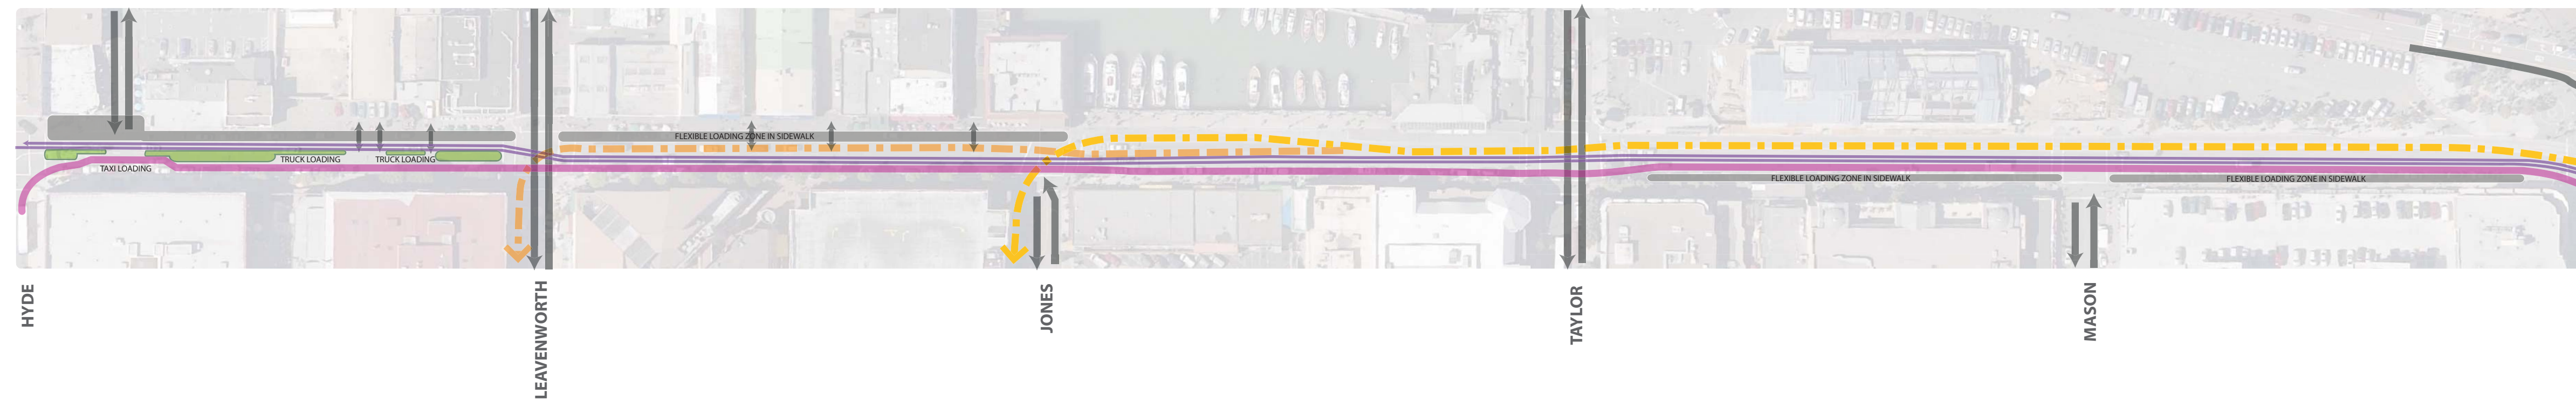 FLEXIBLE LOADING ZONE IN SIDEWALK
TRUCK LOADING
TRUCK LOADING
TAXI LOADING
FLEXIBLE LOADING ZONE IN SIDEWALK
FLEXIBLE LOADING ZONE IN SIDEWALK
HYDE
LEAVENWORTH
JONES
TAYLOR
MASON